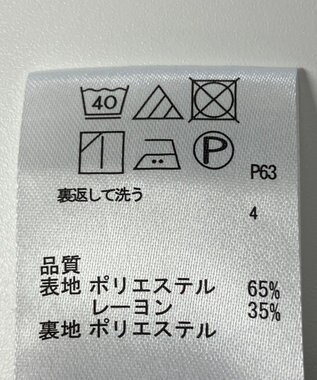 40
P
P63
裏返して洗う
4
品質
表地 ポリエステル 65%
レーヨン 35%
裏地 ポリエステル